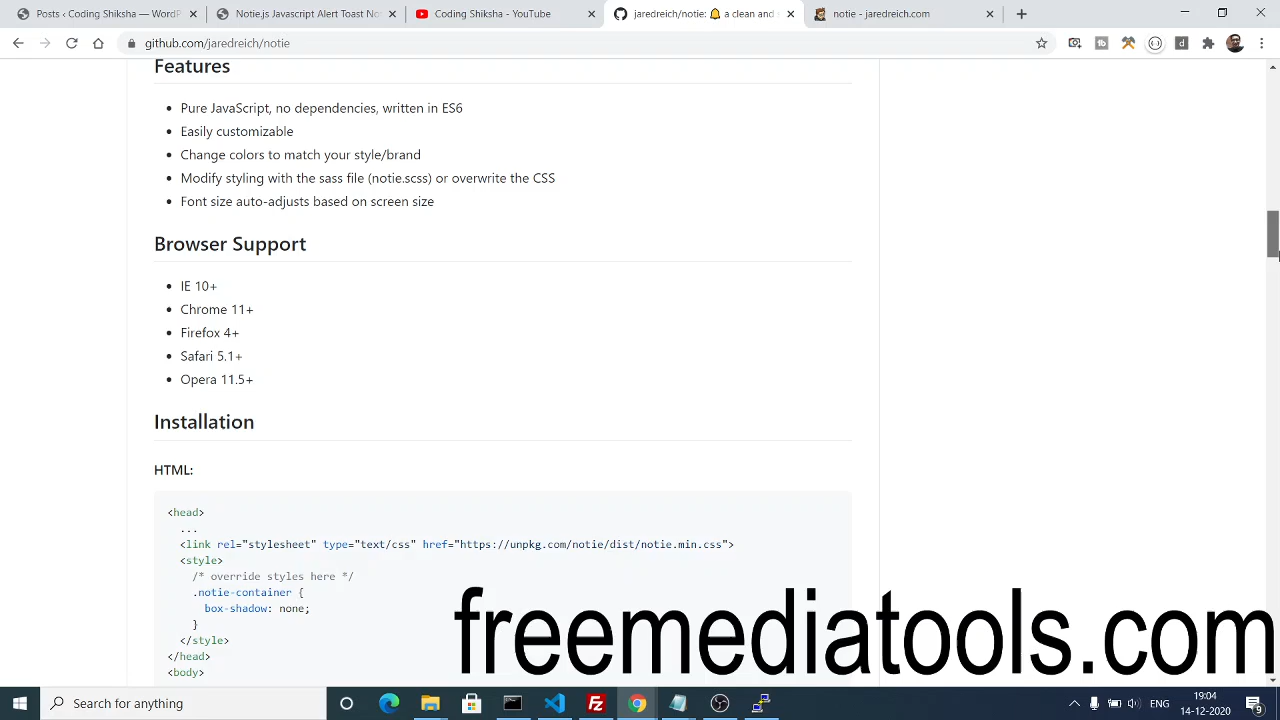 Posts ‹ Coding Shiksha — WordP
Notie.js Javascript Alert Toast No
Coding Shiksha - YouTube
jaredreich/notie: 🔔 a clean and s
notie - jaredreich.com
github.com/jaredreich/notie
Features
Pure JavaScript, no dependencies, written in ES6
Easily customizable
Change colors to match your style/brand
Modify styling with the sass file (notie.scss) or overwrite the CSS
Font size auto-adjusts based on screen size
Browser Support
IE 10+
Chrome 11+
Firefox 4+
Safari 5.1+
Opera 11.5+
Installation
HTML:
<head>
...
<link rel="stylesheet" type="text/css" href="https://unpkg.com/notie/dist/notie.min.css">
<style>
/* override styles here */
.notie-container {
box-shadow: none;
}
</style>
</head>
<body>
freemediatools.com
Search for anything
ENG
19:04
14-12-2020
9